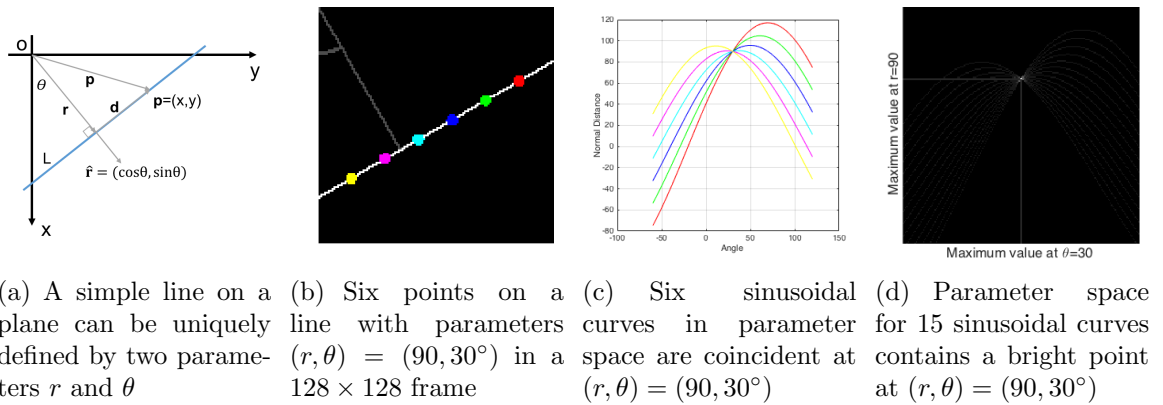 O
y
θ
p
r
d
p=(x,y)
L
r̂ = (cosθ, sinθ)
x
Normal Distance
120
100
80
60
40
20
0
-20
-40
-60
-80
-100
-50
0
50
100
150
Angle
Maximum value at r=90
Maximum value at θ=30
(a) A simple line on a
plane can be uniquely
defined by two parame-
ters r and θ
(b) Six points on a
line with parameters
(r, θ) = (90, 30°) in a
128 × 128 frame
(c) Six sinusoidal
curves in parameter
space are coincident at
(r, θ) = (90, 30°)
(d) Parameter space
for 15 sinusoidal curves
contains a bright point
at (r, θ) = (90, 30°)